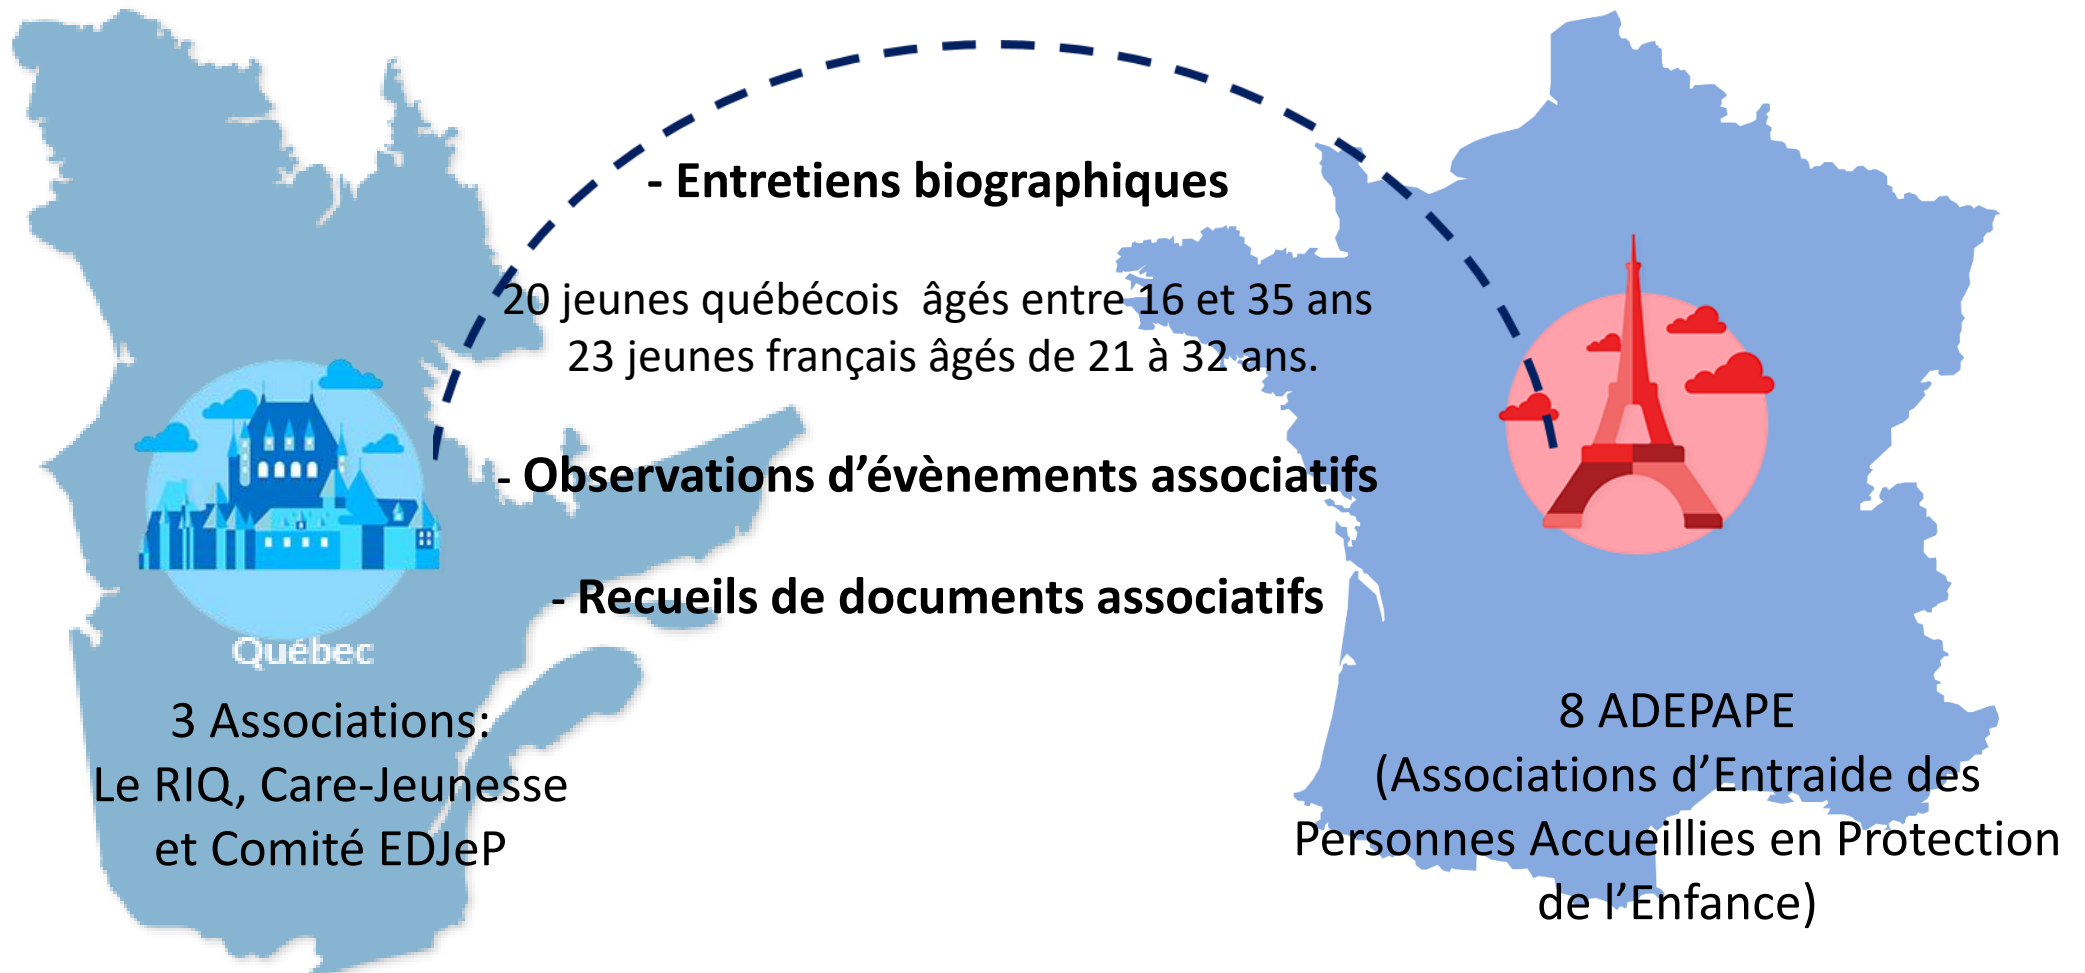 - Entretiens biographiques
20 jeunes québécois  âgés entre 16 et 35 ans
23 jeunes français âgés de 21 à 32 ans.
- Observations d’évènements associatifs
- Recueils de documents associatifs
Québec
3 Associations:
Le RIQ, Care-Jeunesse
et Comité EDJeP
8 ADEPAPE
(Associations d’Entraide des
Personnes Accueillies en Protection
de l’Enfance)